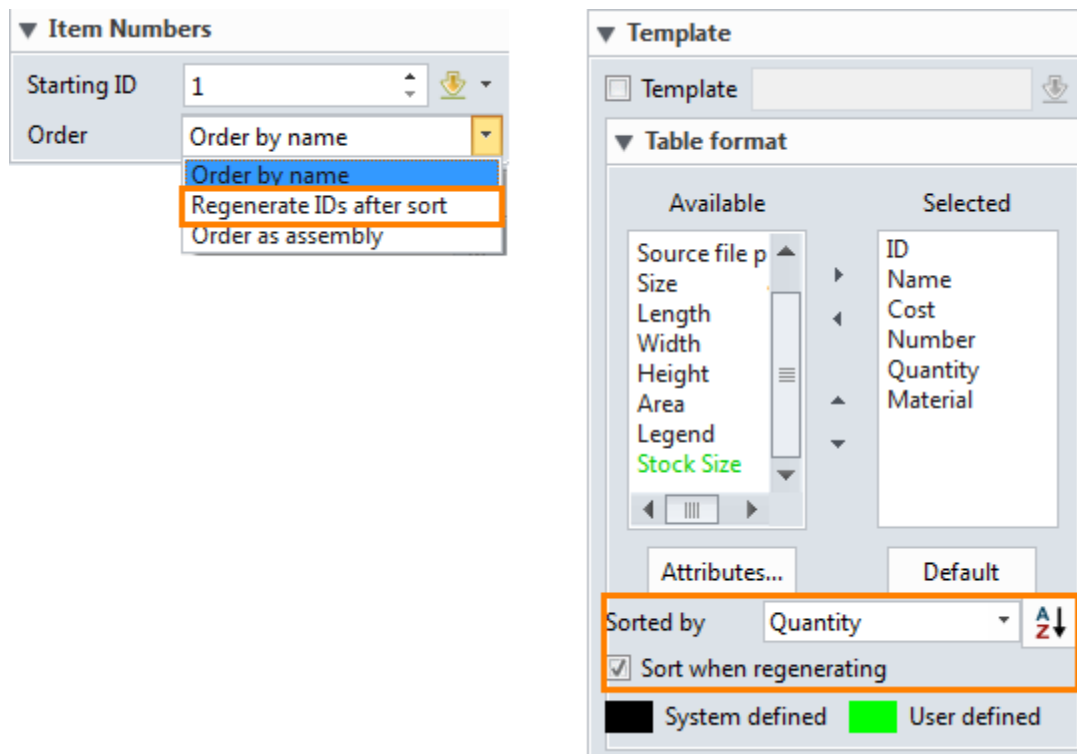 Item Numbers
Starting ID 1
Order Order by name
Order by name
Regenerate IDs after sort
Order as assembly
Template
Template
Table format
Available Selected
Source file p
Size
Length
Width
Height
Area
Legend
Stock Size
ID
Name
Cost
Number
Quantity
Material
Attributes... Default
Sorted by Quantity AZ
Sort when regenerating
System defined User defined